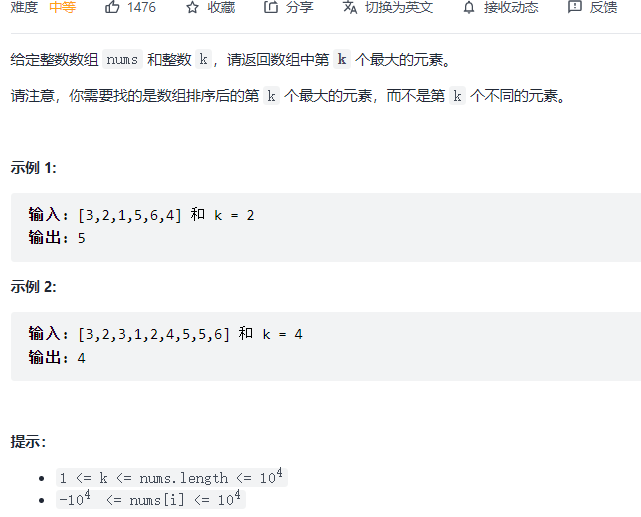 难度 中等 1476 收藏 分享 切换为英文 接收动态 反馈
给定整数数组 nums 和整数 k，请返回数组中第 k 个最大的元素。
请注意，你需要找的是数组排序后的第 k 个最大的元素，而不是第 k 个不同的元素。
示例 1:
输入：[3,2,1,5,6,4] 和 k = 2
输出：5
示例 2:
输入：[3,2,3,1,2,4,5,5,6] 和 k = 4
输出：4
提示：
• 1 <= k <= nums.length <= 10⁴
• -10⁴ <= nums[i] <= 10⁴